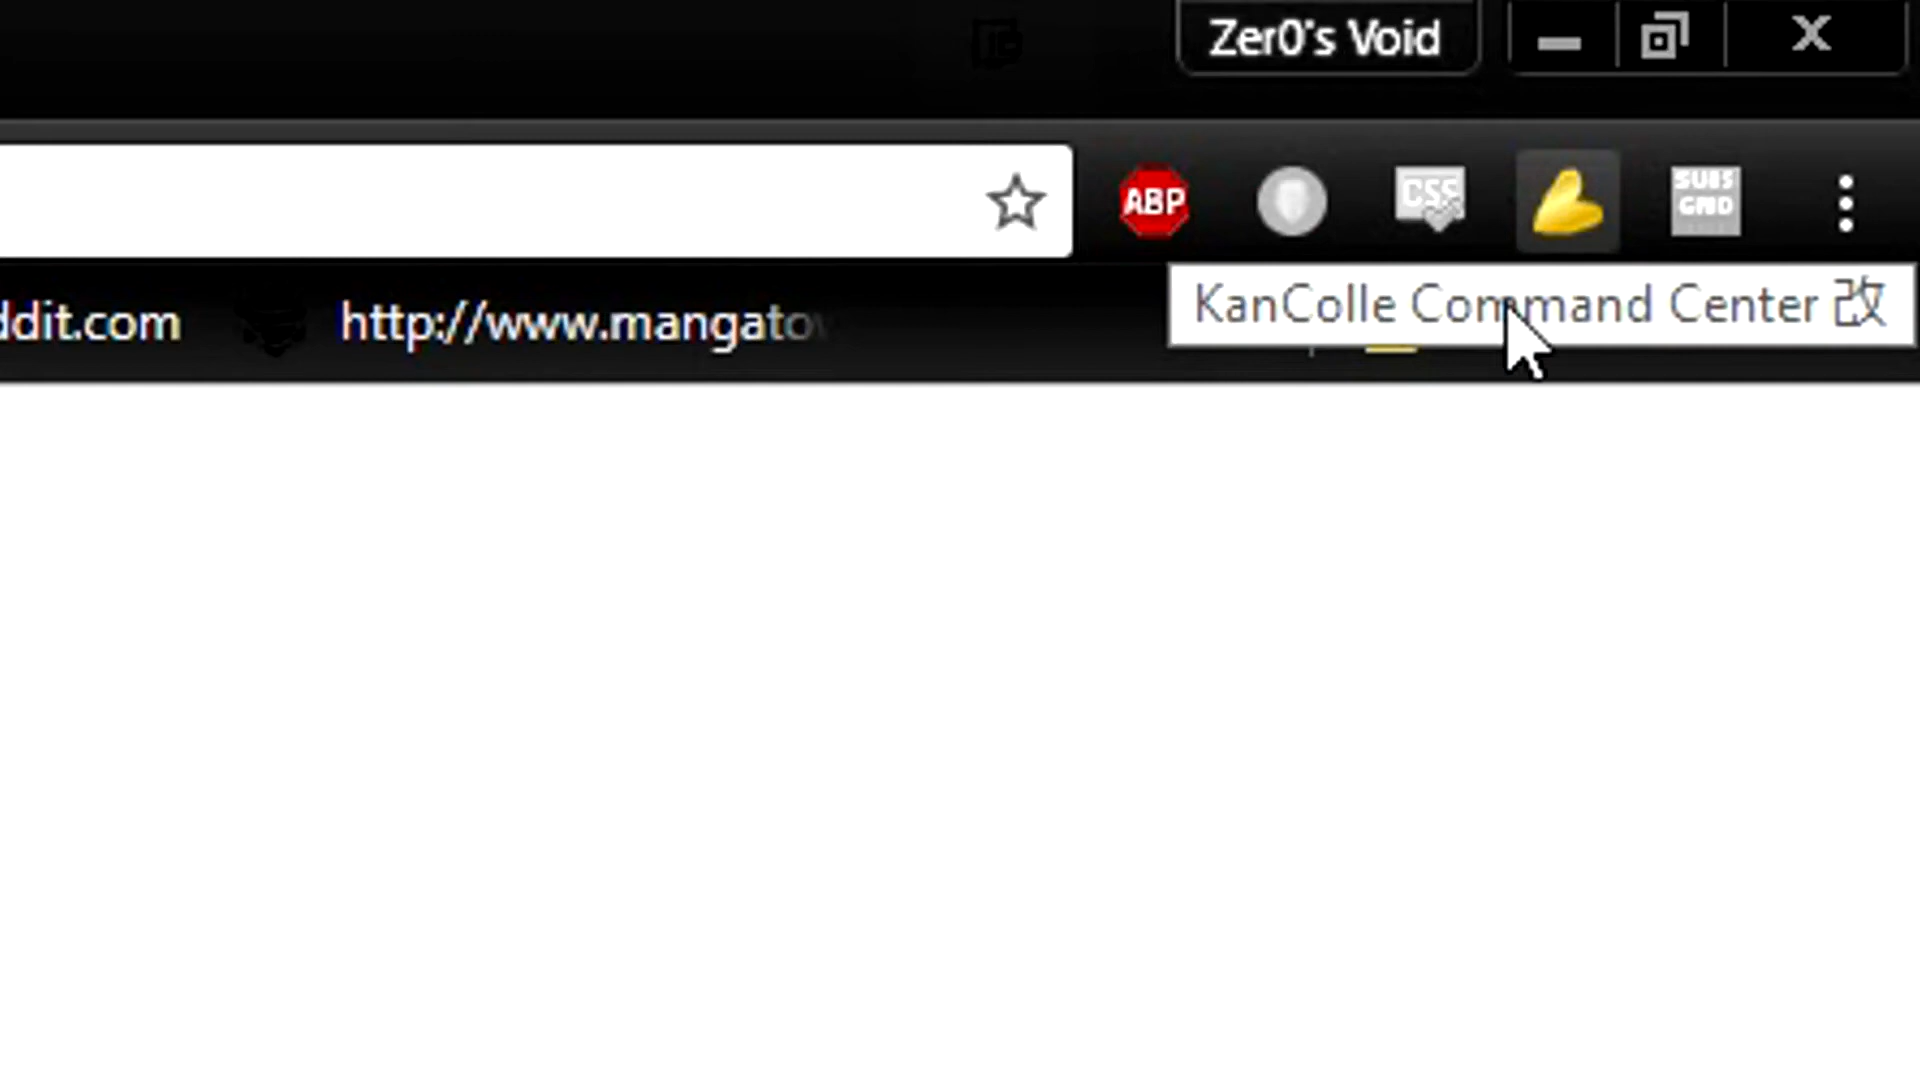 Zer0's Void
ABP
CSS
SUBS
GRID
ddit.com
http://www.mangato
KanColle Command Center 改